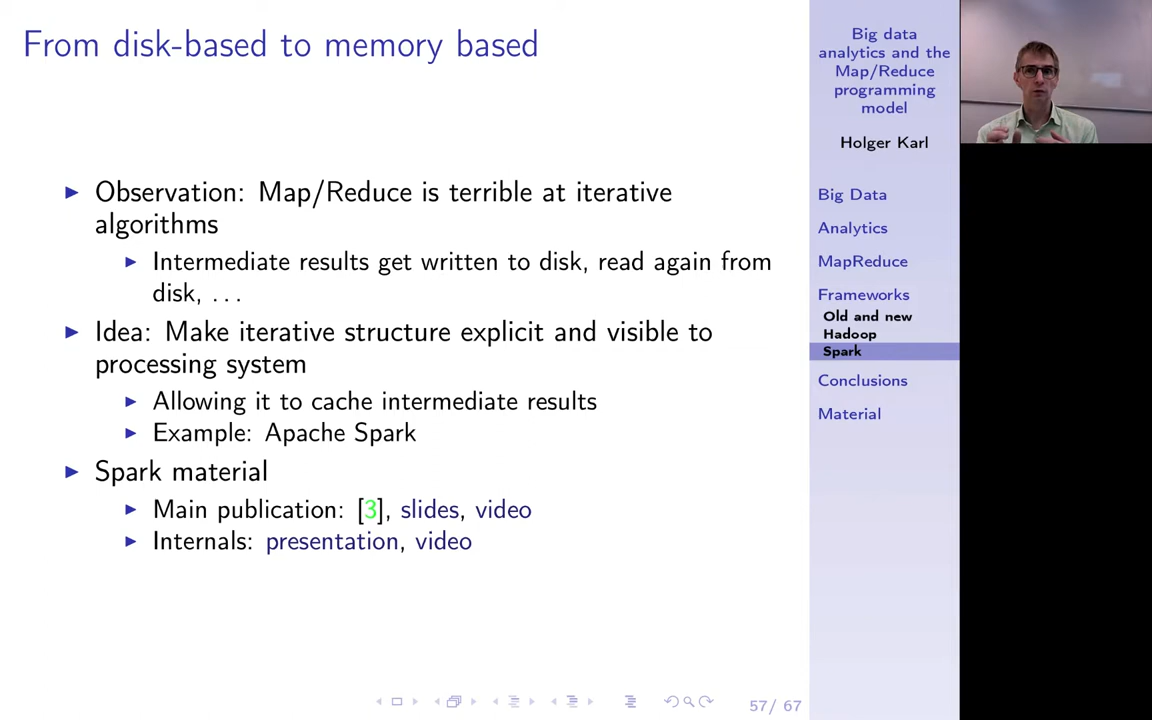 From disk-based to memory based
Observation: Map/Reduce is terrible at iterative
algorithms
Intermediate results get written to disk, read again from
disk, . . .
Idea: Make iterative structure explicit and visible to
processing system
Allowing it to cache intermediate results
Example: Apache Spark
Spark material
Main publication: [3], slides, video
Internals: presentation, video
57/ 67
Big data
analytics and the
Map/Reduce
programming
model
Holger Karl
Big Data
Analytics
MapReduce
Frameworks
Old and new
Hadoop
Spark
Conclusions
Material